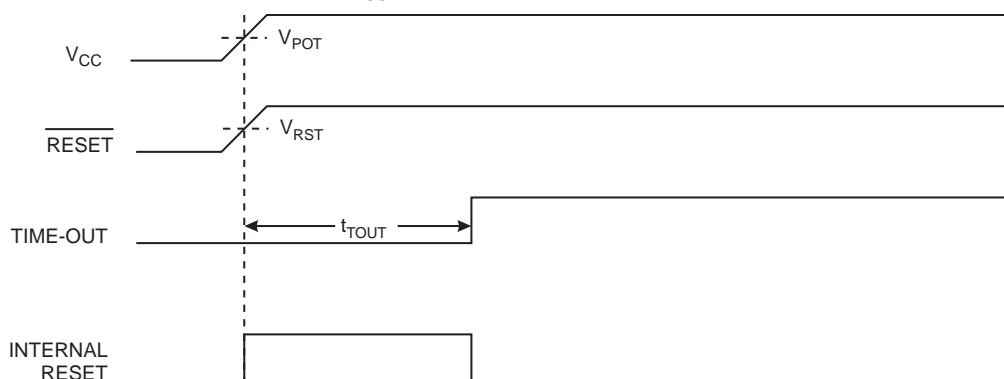 V_CC
V_POT
RESET
V_RST
TIME-OUT
t_TOUT
INTERNAL
RESET